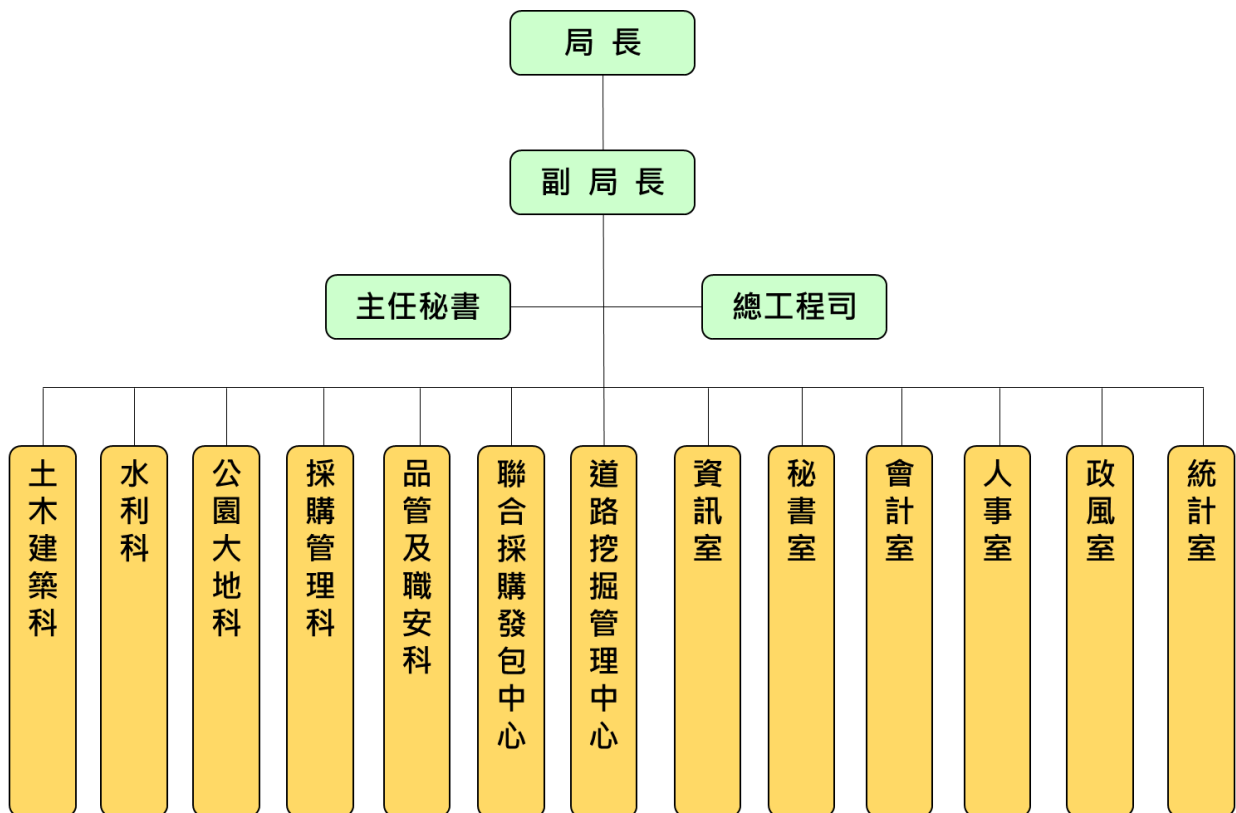 局 長
副 局 長
主任秘書
總工程司
土木建築科
水利科
公園大地科
採購管理科
品管及職安科
聯合採購發包中心
道路挖掘管理中心
資訊室
秘書室
會計室
人事室
政風室
統計室